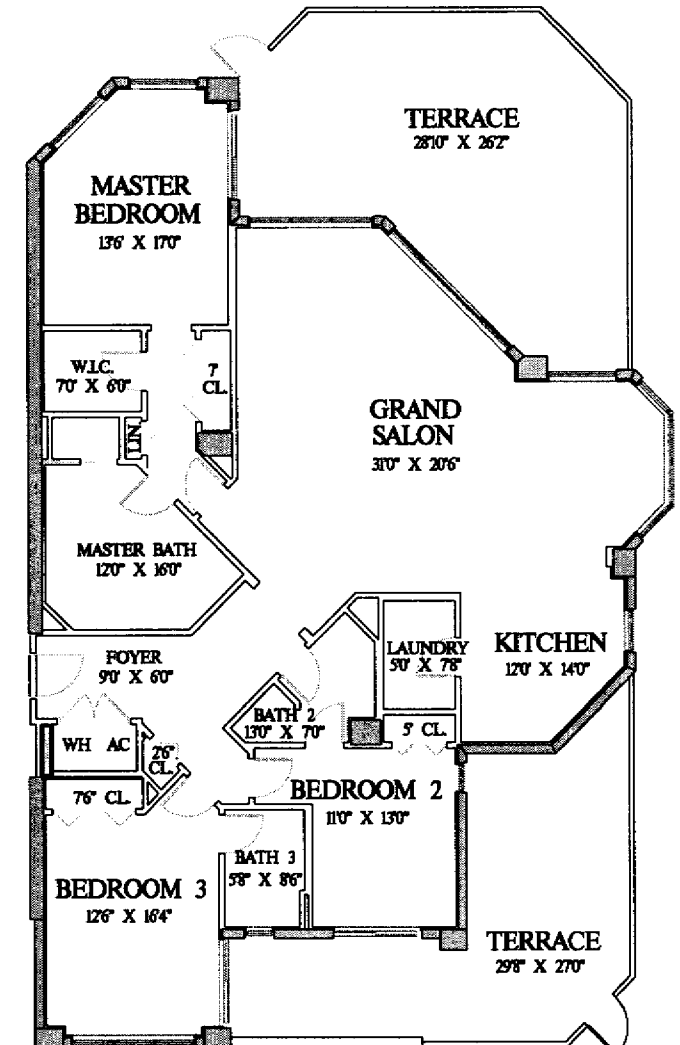 TERRACE
28'10" X 26'2"
MASTER
BEDROOM
13'6' X 17'0"
W.I.C.
7'0' X 6'0"
7'
CL.
LIN.
GRAND
SALON
31'0" X 20'6"
MASTER BATH
12'0" X 16'0"
FOYER
9'0' X 6'0"
LAUNDRY
5'0' X 7'8"
KITCHEN
12'0' X 14'0"
BATH 2
13'0" X 7'0"
WH AC
2'6"
CL.
5' CL.
7'6" CL.
BEDROOM 2
11'0" X 13'0"
BATH 3
5'8" X 8'6"
BEDROOM 3
12'6" X 16'4"
TERRACE
29'8" X 27'0"